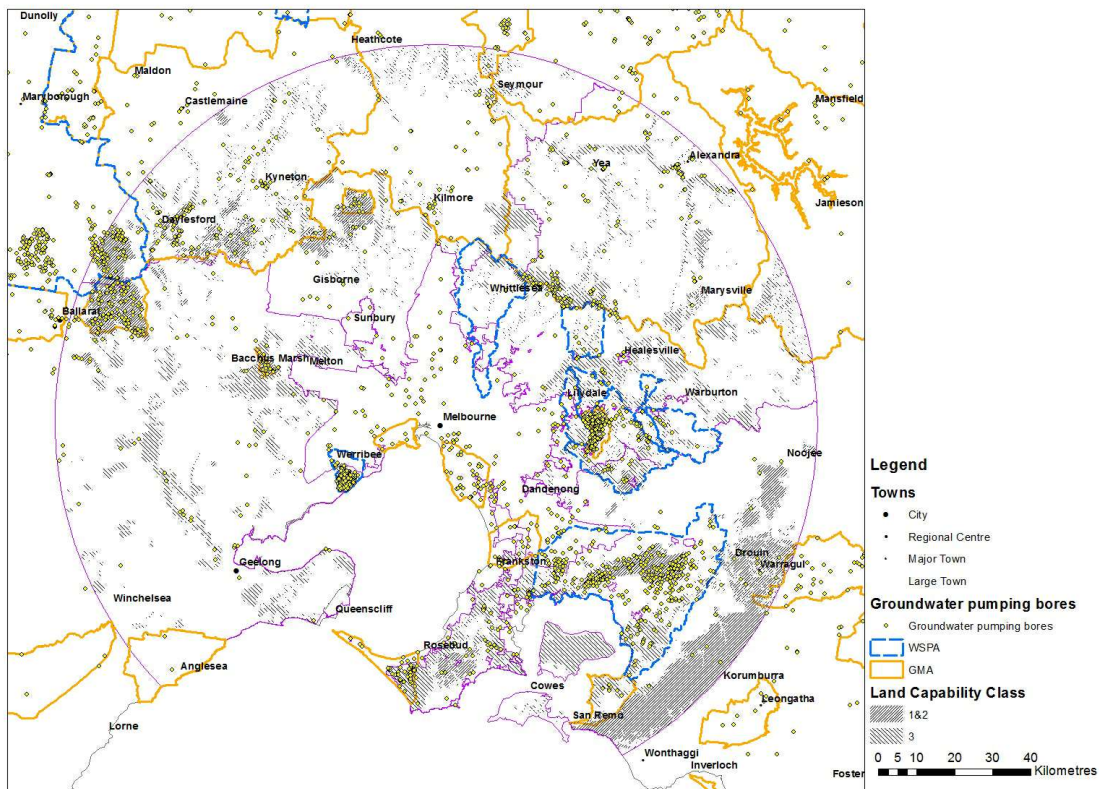 Dunolly
Heathcote
Maldon
Seymour
Maryborough
Castlemaine
Mansfield
Yea
Alexandra
Kyneton
Kilmore
Jamieson
Daylesford
Gisborne
Whittlesea
Marysville
Ballarat
Sunbury
Bacchus Marsh
Melton
Healesville
Lilydale
Warburton
Melbourne
Werribee
Noojee
Dandenong
Geelong
Frankston
Drouin
Warragul
Winchelsea
Queenscliff
Rosebud
Anglesea
Cowes
Korumburra
Leongatha
Lorne
San Remo
Wonthaggi
Inverloch
Foster
Legend
Towns
City
Regional Centre
Major Town
Large Town
Groundwater pumping bores
Groundwater pumping bores
WSPA
GMA
Land Capability Class
1&2
3
0 5 10 20 30 40
Kilometres